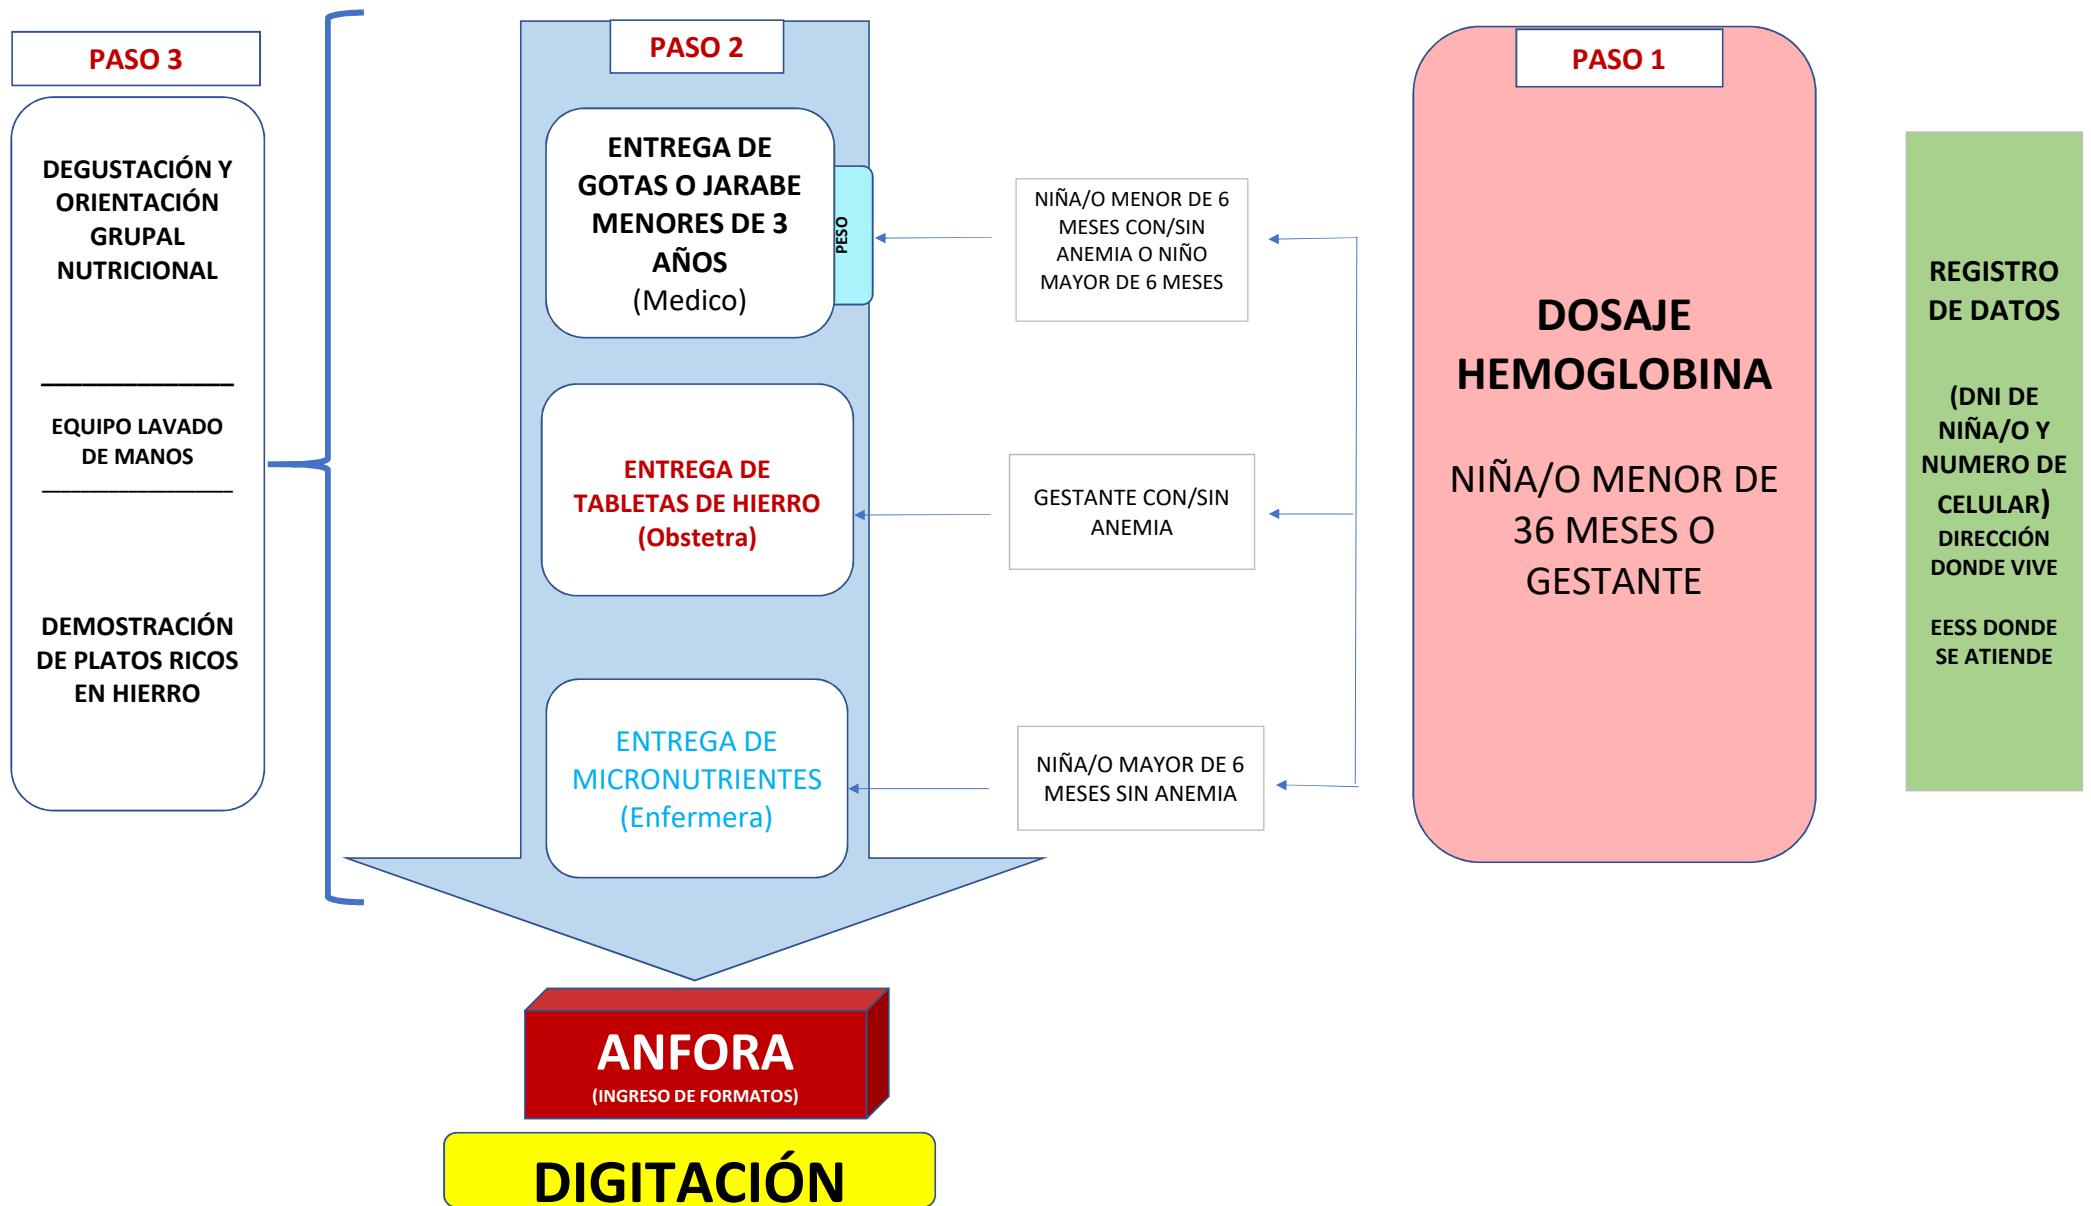 PASO 3
DEGUSTACIÓN Y
ORIENTACIÓN
GRUPAL
NUTRICIONAL
EQUIPO LAVADO
DE MANOS
DEMOSTRACIÓN
DE PLATOS RICOS
EN HIERRO
PASO 2
ENTREGA DE
GOTAS O JARABE
MENORES DE 3
AÑOS
(Medico)
PESO
ENTREGA DE
TABLETAS DE HIERRO
(Obstetra)
ENTREGA DE
MICRONUTRIENTES
(Enfermera)
NIÑA/O MENOR DE 6
MESES CON/SIN
ANEMIA O NIÑO
MAYOR DE 6 MESES
GESTANTE CON/SIN
ANEMIA
NIÑA/O MAYOR DE 6
MESES SIN ANEMIA
PASO 1
DOSAJE
HEMOGLOBINA
NIÑA/O MENOR DE
36 MESES O
GESTANTE
REGISTRO
DE DATOS
(DNI DE
NIÑA/O Y
NUMERO DE
CELULAR)
DIRECCIÓN
DONDE VIVE
EESS DONDE
SE ATIENDE
ANFORA
(INGRESO DE FORMATOS)
DIGITACIÓN